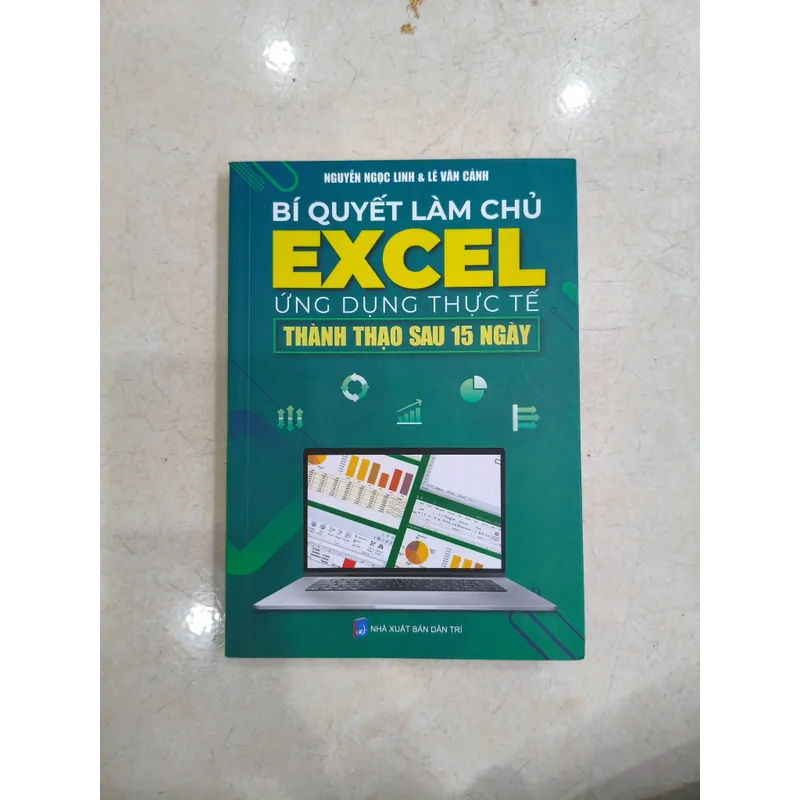 NGUYỄN NGỌC LINH & LÊ VĂN CẢNH
BÍ QUYẾT LÀM CHỦ
EXCEL
ỨNG DỤNG THỰC TẾ
THÀNH THẠO SAU 15 NGÀY
NHÀ XUẤT BẢN DÂN TRÍ